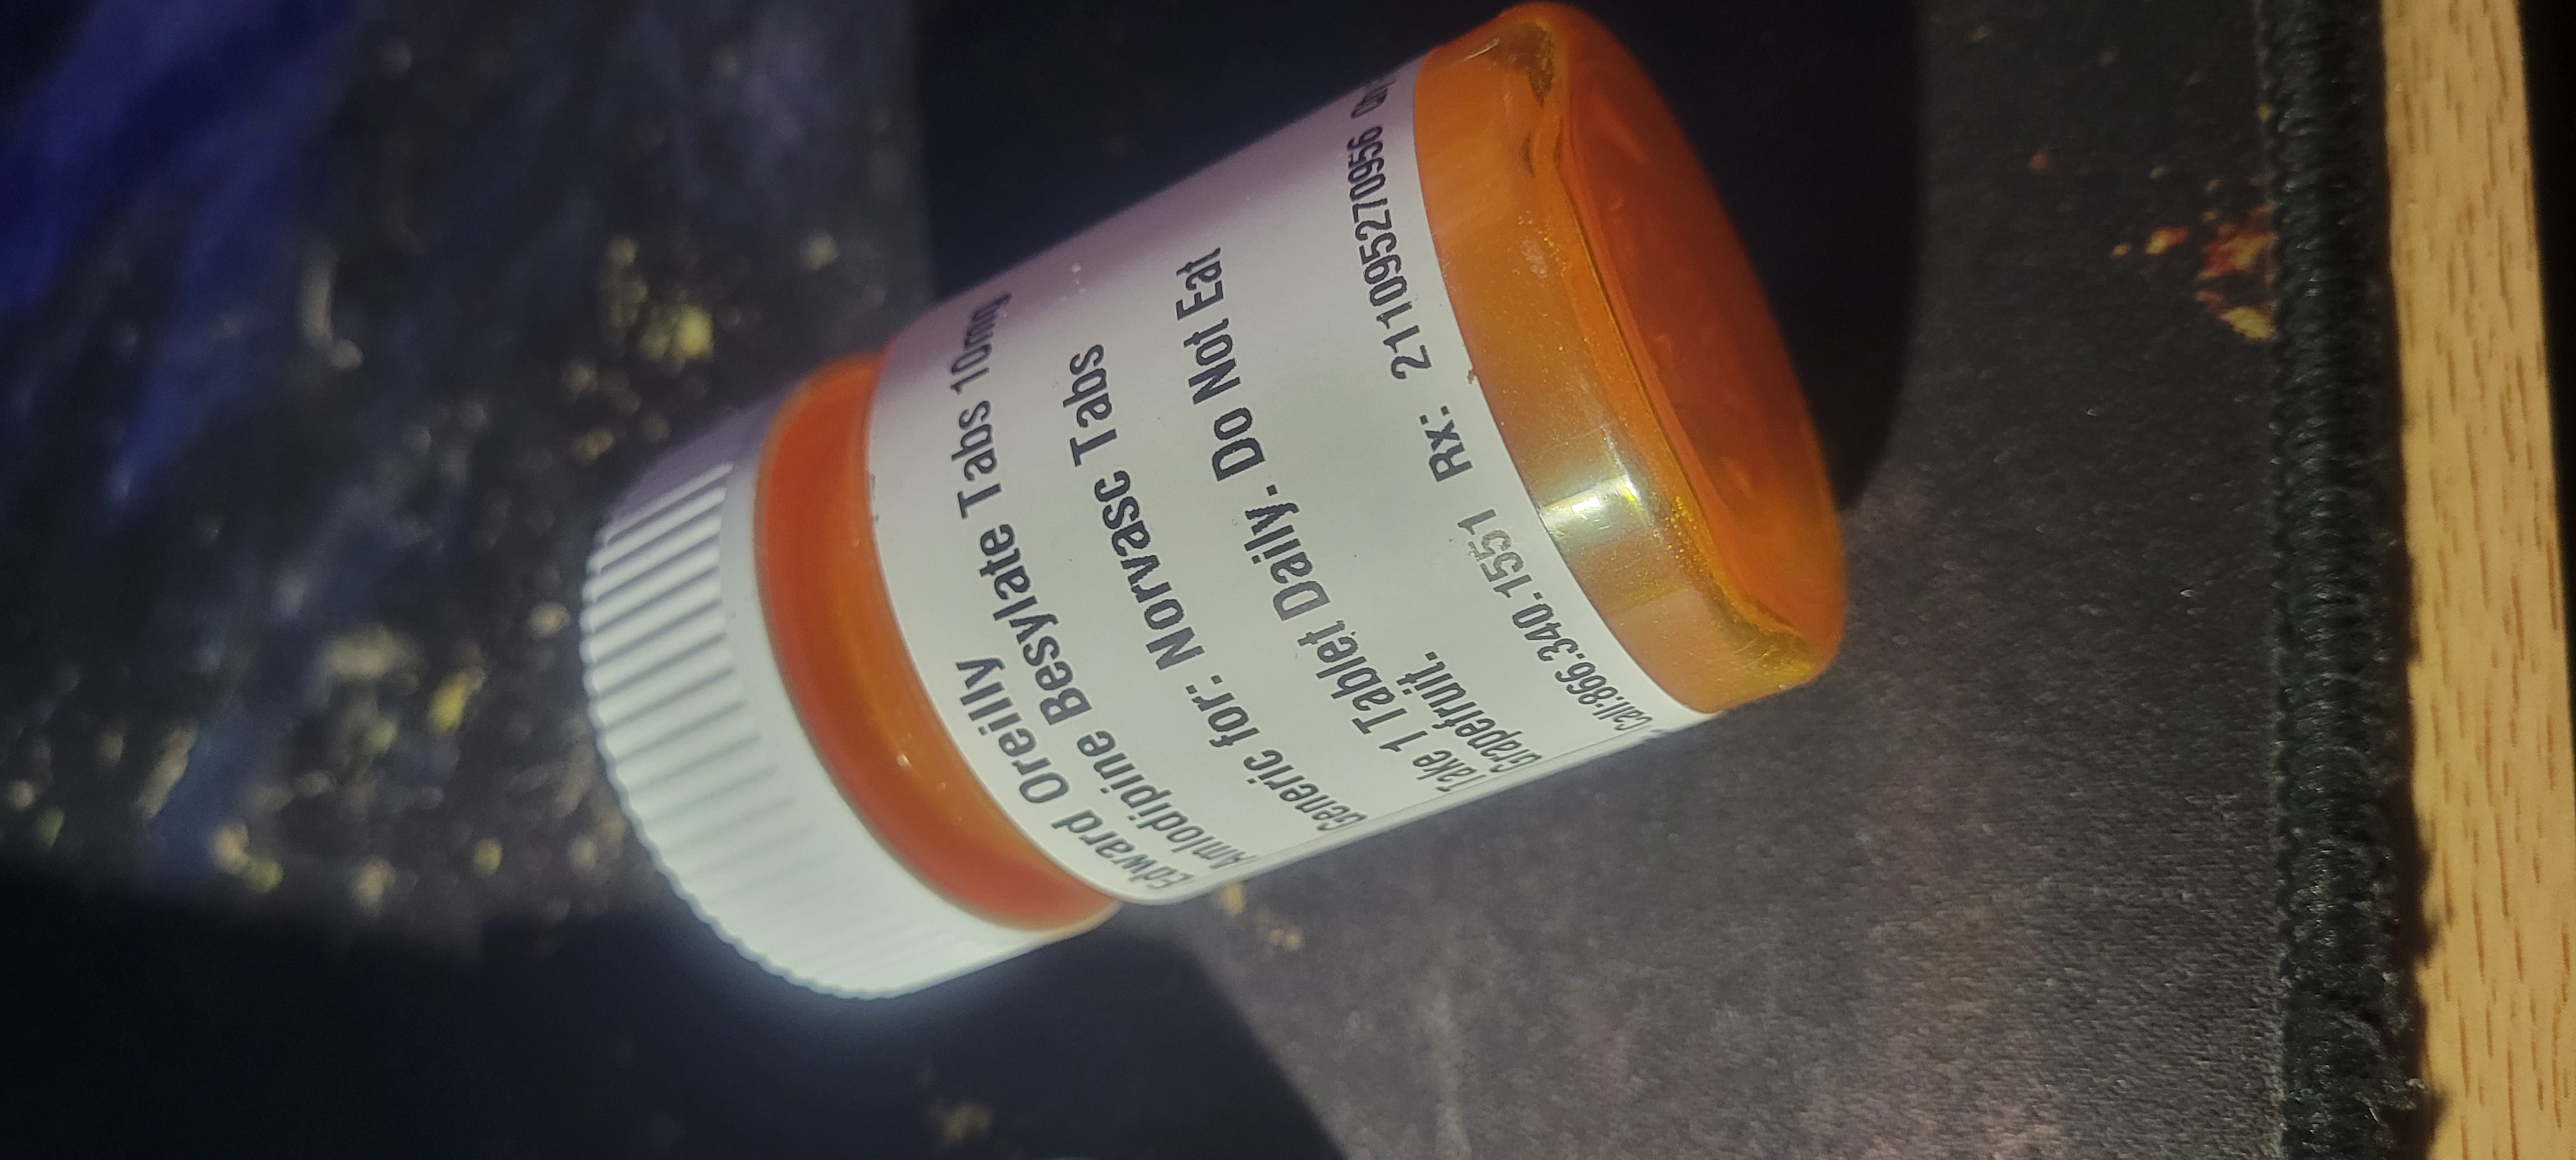 Edward Oreilly
Amlodipine Besylate Tabs 10mg
Generic for: Norvasc Tabs
Take 1 Tablet Daily. Do Not Eat
Grapefruit.
Call:866.340.1551 Rx: 211095270956